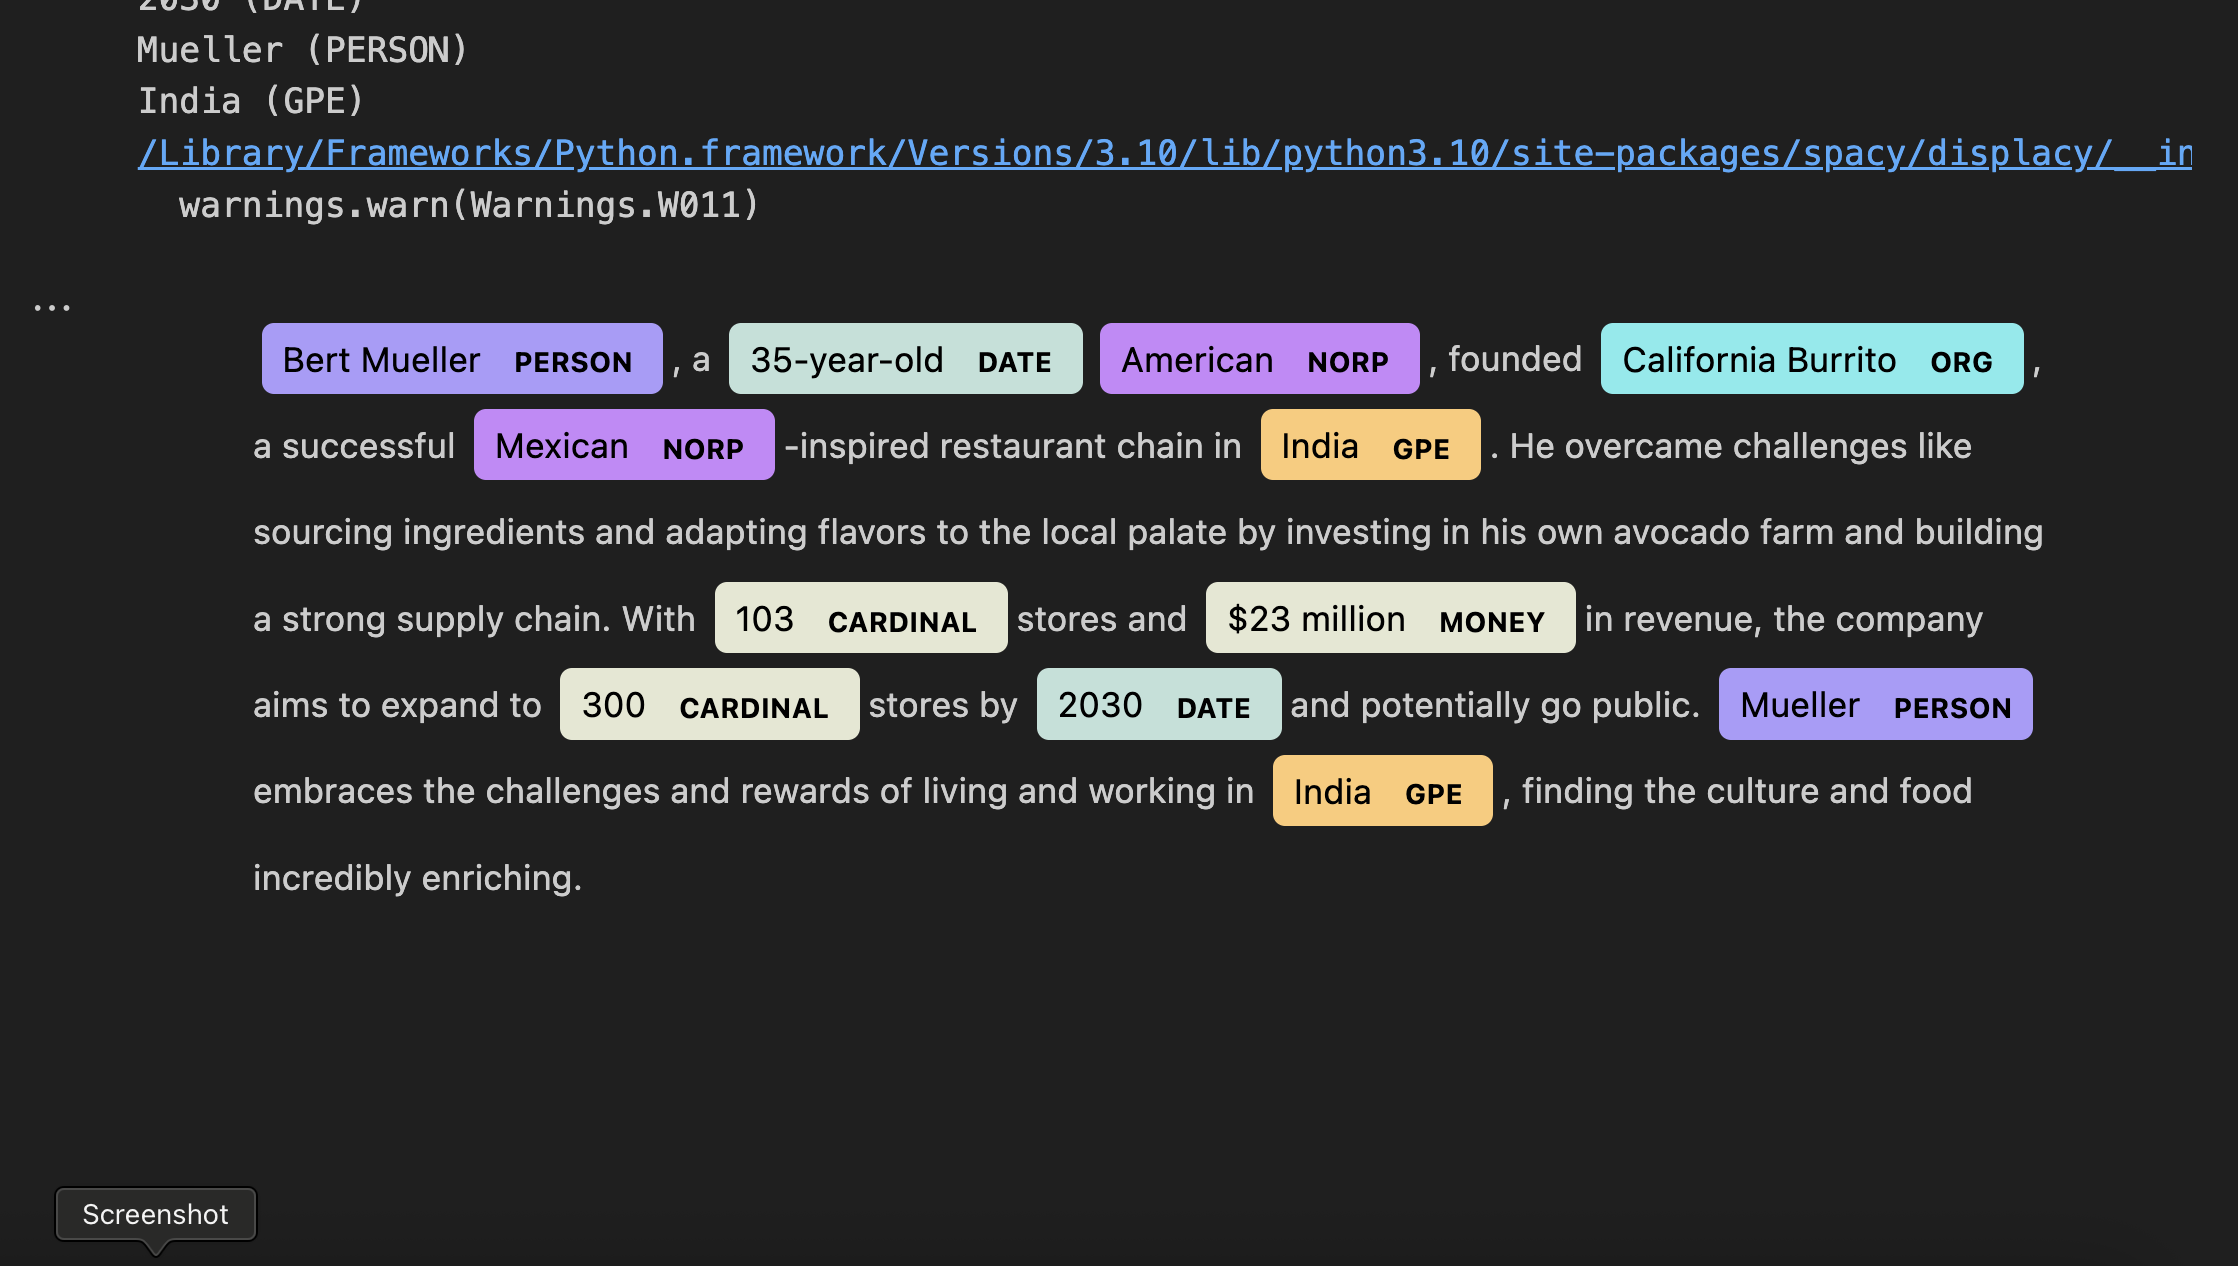 2030 (DATE)
Mueller (PERSON)
India (GPE)
/Library/Frameworks/Python.framework/Versions/3.10/lib/python3.10/site-packages/spacy/displacy/__in
warnings.warn(Warnings.W011)
...
Bert Mueller PERSON , a 35-year-old DATE American NORP , founded California Burrito ORG ,
a successful Mexican NORP -inspired restaurant chain in India GPE . He overcame challenges like
sourcing ingredients and adapting flavors to the local palate by investing in his own avocado farm and building
a strong supply chain. With 103 CARDINAL stores and $23 million MONEY in revenue, the company
aims to expand to 300 CARDINAL stores by 2030 DATE and potentially go public. Mueller PERSON
embraces the challenges and rewards of living and working in India GPE , finding the culture and food
incredibly enriching.
Screenshot